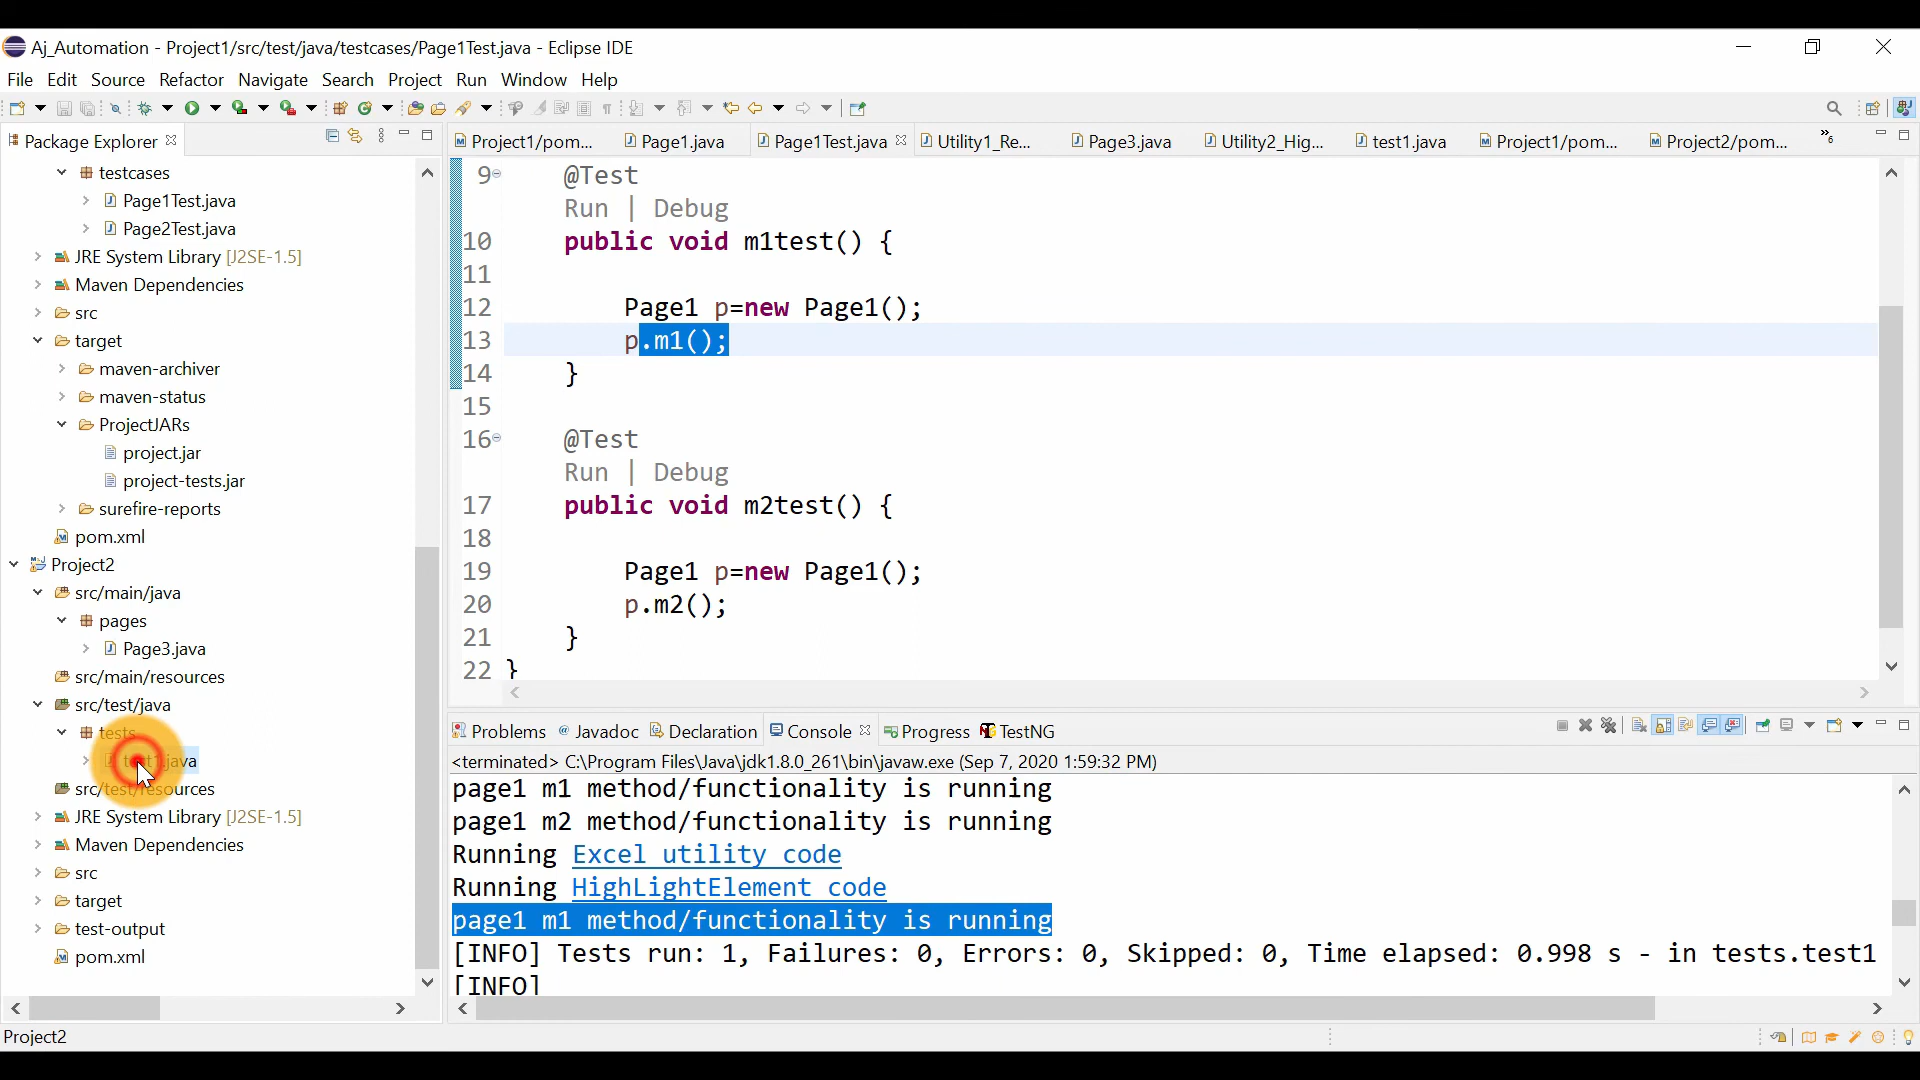 Aj_Automation - Project1/src/test/java/testcases/Page1Test.java - Eclipse IDE
File Edit Source Refactor Navigate Search Project Run Window Help
Package Explorer
testcases
Page1Test.java
Page2Test.java
JRE System Library [J2SE-1.5]
Maven Dependencies
src
target
maven-archiver
maven-status
ProjectJARs
project.jar
project-tests.jar
surefire-reports
pom.xml
Project2
src/main/java
pages
Page3.java
src/main/resources
src/test/java
tests
test1.java
src/test/resources
JRE System Library [J2SE-1.5]
Maven Dependencies
src
target
test-output
pom.xml
Project1/pom... Page1.java Page1Test.java Utility1_Re... Page3.java Utility2_Hig... test1.java Project1/pom... Project2/pom... »6
9 @Test
Run | Debug
10 public void m1test() {
11
12 Page1 p=new Page1();
13 p.m1();
14 }
15
16 @Test
Run | Debug
17 public void m2test() {
18
19 Page1 p=new Page1();
20 p.m2();
21 }
22 }
Problems @ Javadoc Declaration Console Progress TestNG
<terminated> C:\Program Files\Java\jdk1.8.0_261\bin\javaw.exe (Sep 7, 2020 1:59:32 PM)
page1 m1 method/functionality is running
page1 m2 method/functionality is running
Running Excel utility code
Running HighLightElement code
page1 m1 method/functionality is running
[INFO] Tests run: 1, Failures: 0, Errors: 0, Skipped: 0, Time elapsed: 0.998 s - in tests.test1
[INFO]
Project2